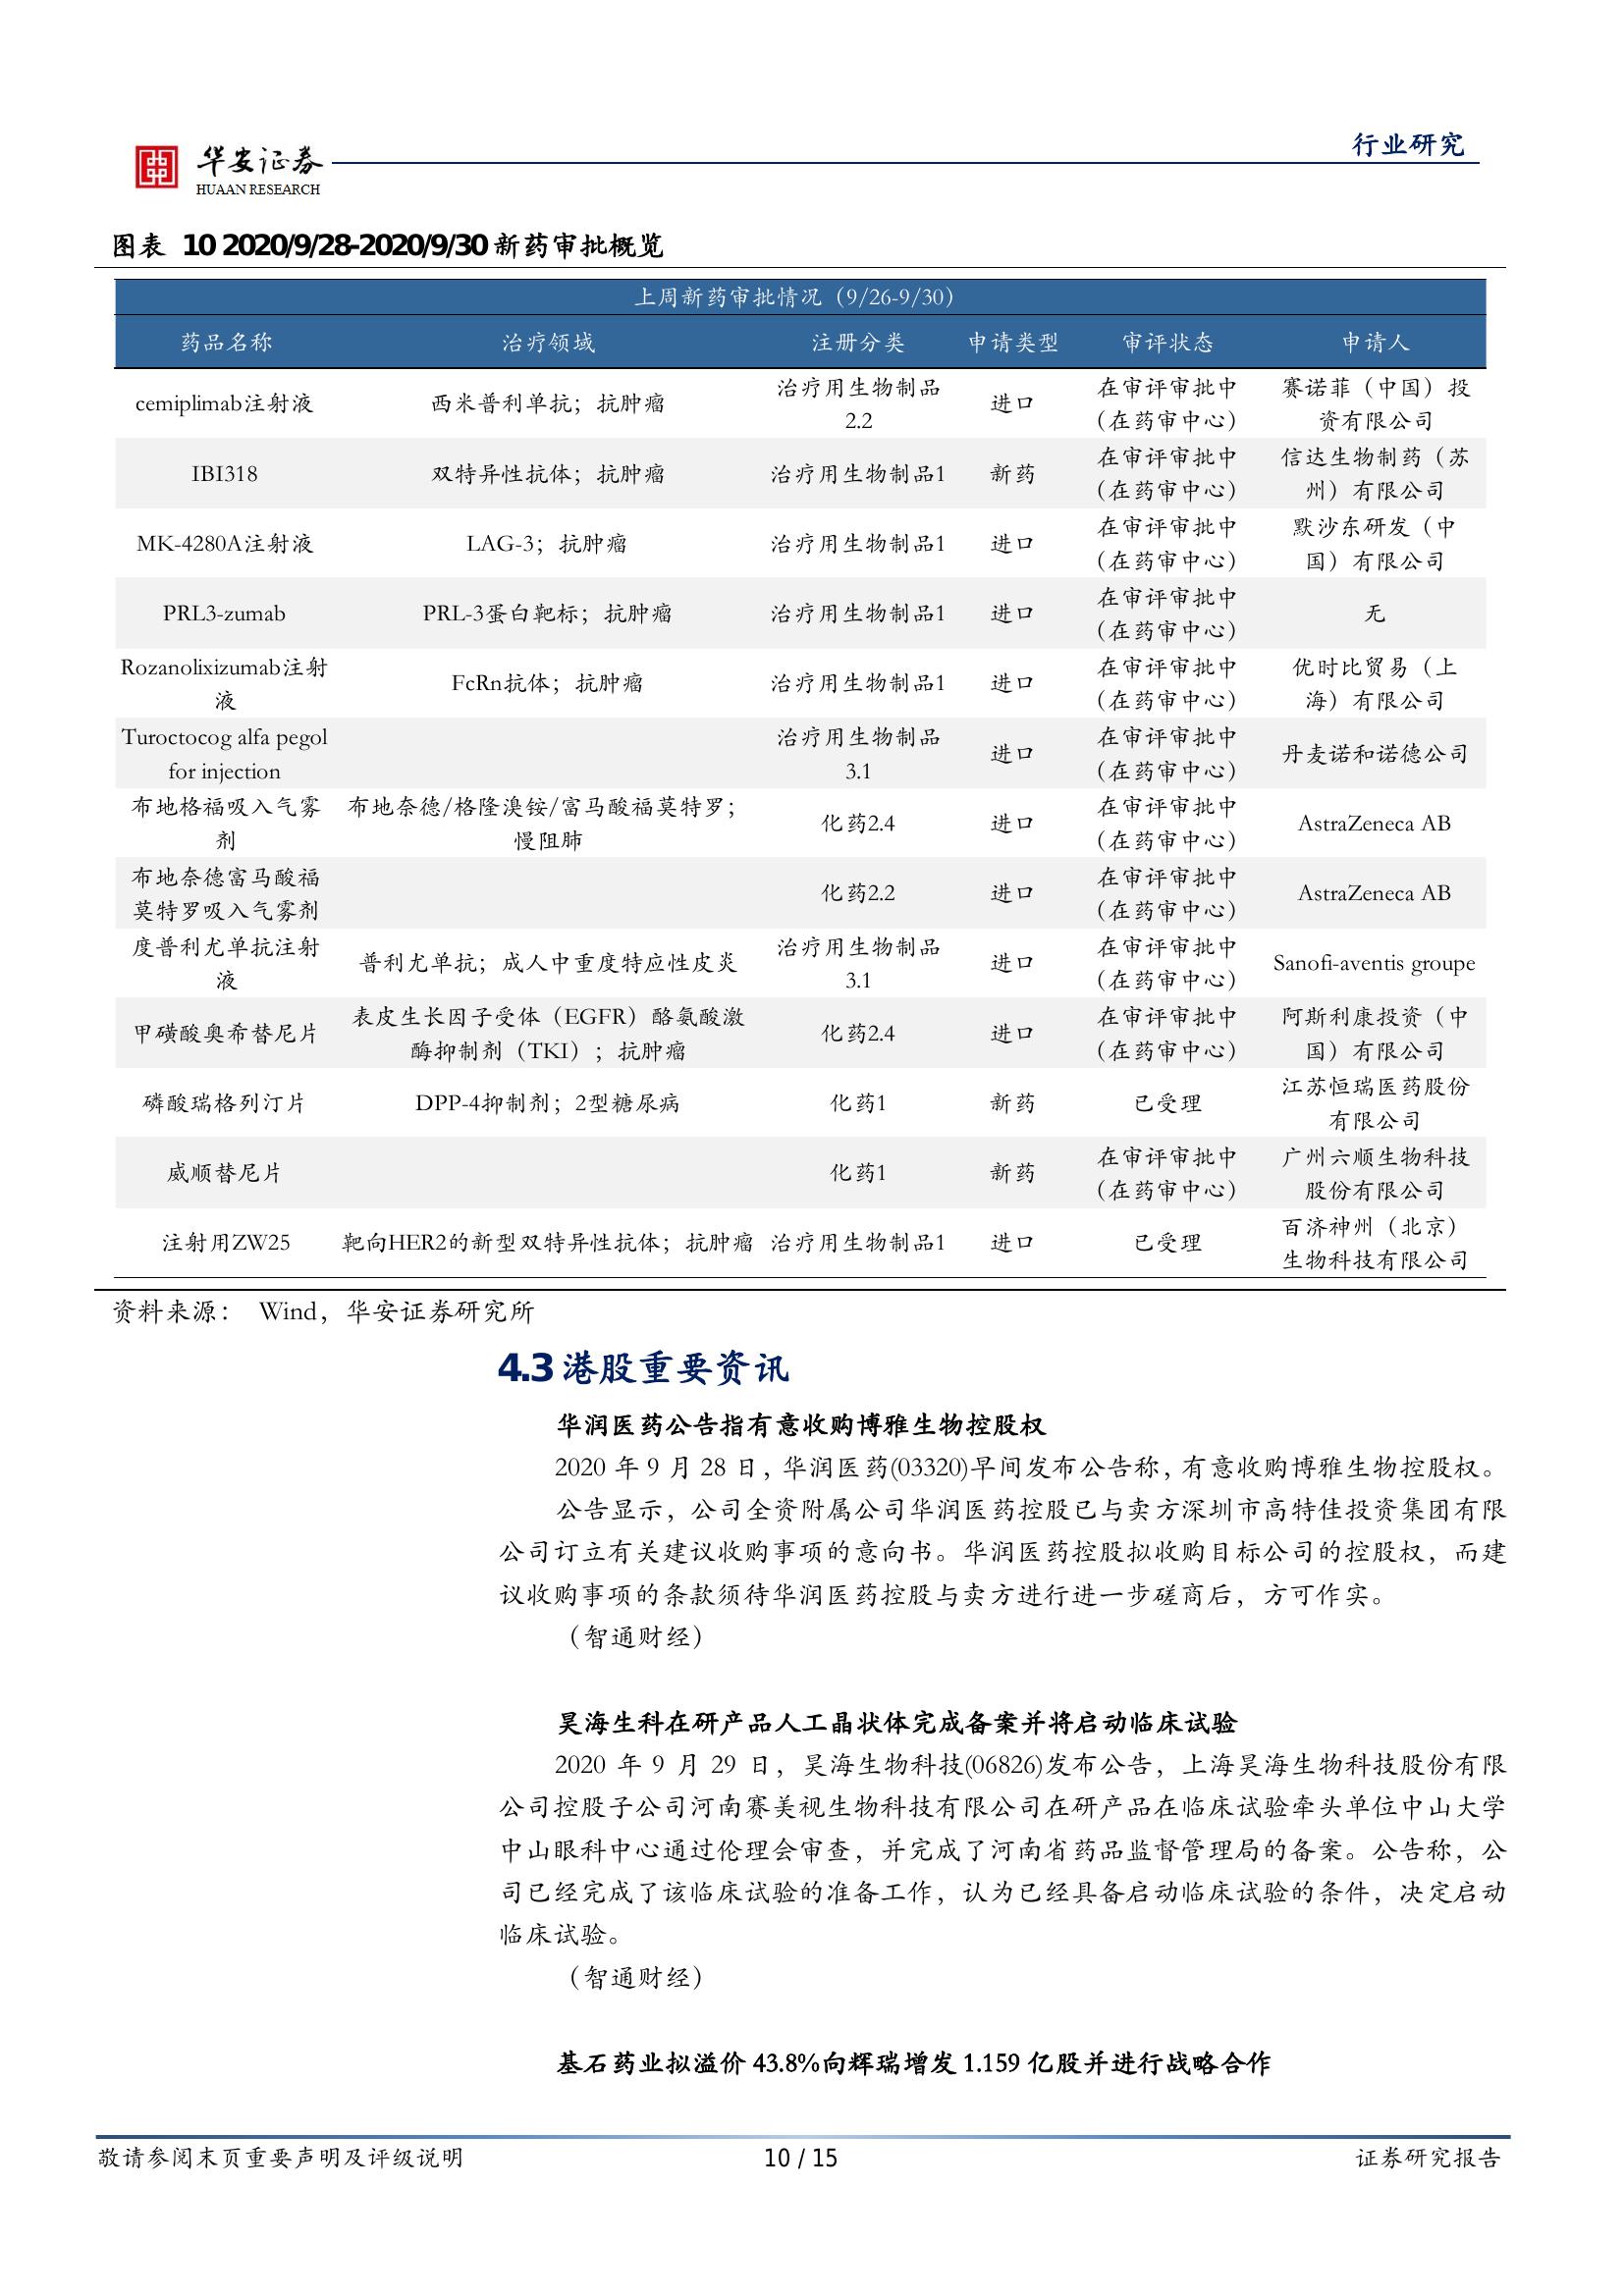 行业研究
华安证券
HUAAN RESEARCH
图表 10 2020/9/28-2020/9/30 新药审批概览
上周新药审批情况（9/26-9/30）
药品名称 治疗领域 注册分类 申请类型 审评状态 申请人
cemiplimab注射液 西米普利单抗；抗肿瘤 治疗用生物制品2.2 进口 在审评审批中（在药审中心） 赛诺菲（中国）投资有限公司
IBI318 双特异性抗体；抗肿瘤 治疗用生物制品1 新药 在审评审批中（在药审中心） 信达生物制药（苏州）有限公司
MK-4280A注射液 LAG-3；抗肿瘤 治疗用生物制品1 进口 在审评审批中（在药审中心） 默沙东研发（中国）有限公司
PRL3-zumab PRL-3蛋白靶标；抗肿瘤 治疗用生物制品1 进口 在审评审批中（在药审中心） 无
Rozanolixizumab注射液 FcRn抗体；抗肿瘤 治疗用生物制品1 进口 在审评审批中（在药审中心） 优时比贸易（上海）有限公司
Turoctocog alfa pegol for injection 治疗用生物制品3.1 进口 在审评审批中（在药审中心） 丹麦诺和诺德公司
布地格福吸入气雾剂 布地奈德/格隆溴铵/富马酸福莫特罗；慢阻肺 化药2.4 进口 在审评审批中（在药审中心） AstraZeneca AB
布地奈德富马酸福莫特罗吸入气雾剂 化药2.2 进口 在审评审批中（在药审中心） AstraZeneca AB
度普利尤单抗注射液 普利尤单抗；成人中重度特应性皮炎 治疗用生物制品3.1 进口 在审评审批中（在药审中心） Sanofi-aventis groupe
甲磺酸奥希替尼片 表皮生长因子受体（EGFR）酪氨酸激酶抑制剂（TKI）；抗肿瘤 化药2.4 进口 在审评审批中（在药审中心） 阿斯利康投资（中国）有限公司
磷酸瑞格列汀片 DPP-4抑制剂；2型糖尿病 化药1 新药 已受理 江苏恒瑞医药股份有限公司
威顺替尼片 化药1 新药 在审评审批中（在药审中心） 广州六顺生物科技股份有限公司
注射用ZW25 靶向HER2的新型双特异性抗体；抗肿瘤 治疗用生物制品1 进口 已受理 百济神州（北京）生物科技有限公司
资料来源： Wind，华安证券研究所
4.3 港股重要资讯
华润医药公告指有意收购博雅生物控股权
2020 年 9 月 28 日，华润医药(03320)早间发布公告称，有意收购博雅生物控股权。
公告显示，公司全资附属公司华润医药控股已与卖方深圳市高特佳投资集团有限
公司订立有关建议收购事项的意向书。华润医药控股拟收购目标公司的控股权，而建
议收购事项的条款须待华润医药控股与卖方进行进一步磋商后，方可作实。
（智通财经）
昊海生科在研产品人工晶状体完成备案并将启动临床试验
2020 年 9 月 29 日，昊海生物科技(06826)发布公告，上海昊海生物科技股份有限
公司控股子公司河南赛美视生物科技有限公司在研产品在临床试验牵头单位中山大学
中山眼科中心通过伦理会审查，并完成了河南省药品监督管理局的备案。公告称，公
司已经完成了该临床试验的准备工作，认为已经具备启动临床试验的条件，决定启动
临床试验。
（智通财经）
基石药业拟溢价 43.8%向辉瑞增发 1.159 亿股并进行战略合作
敬请参阅末页重要声明及评级说明 10 / 15 证券研究报告